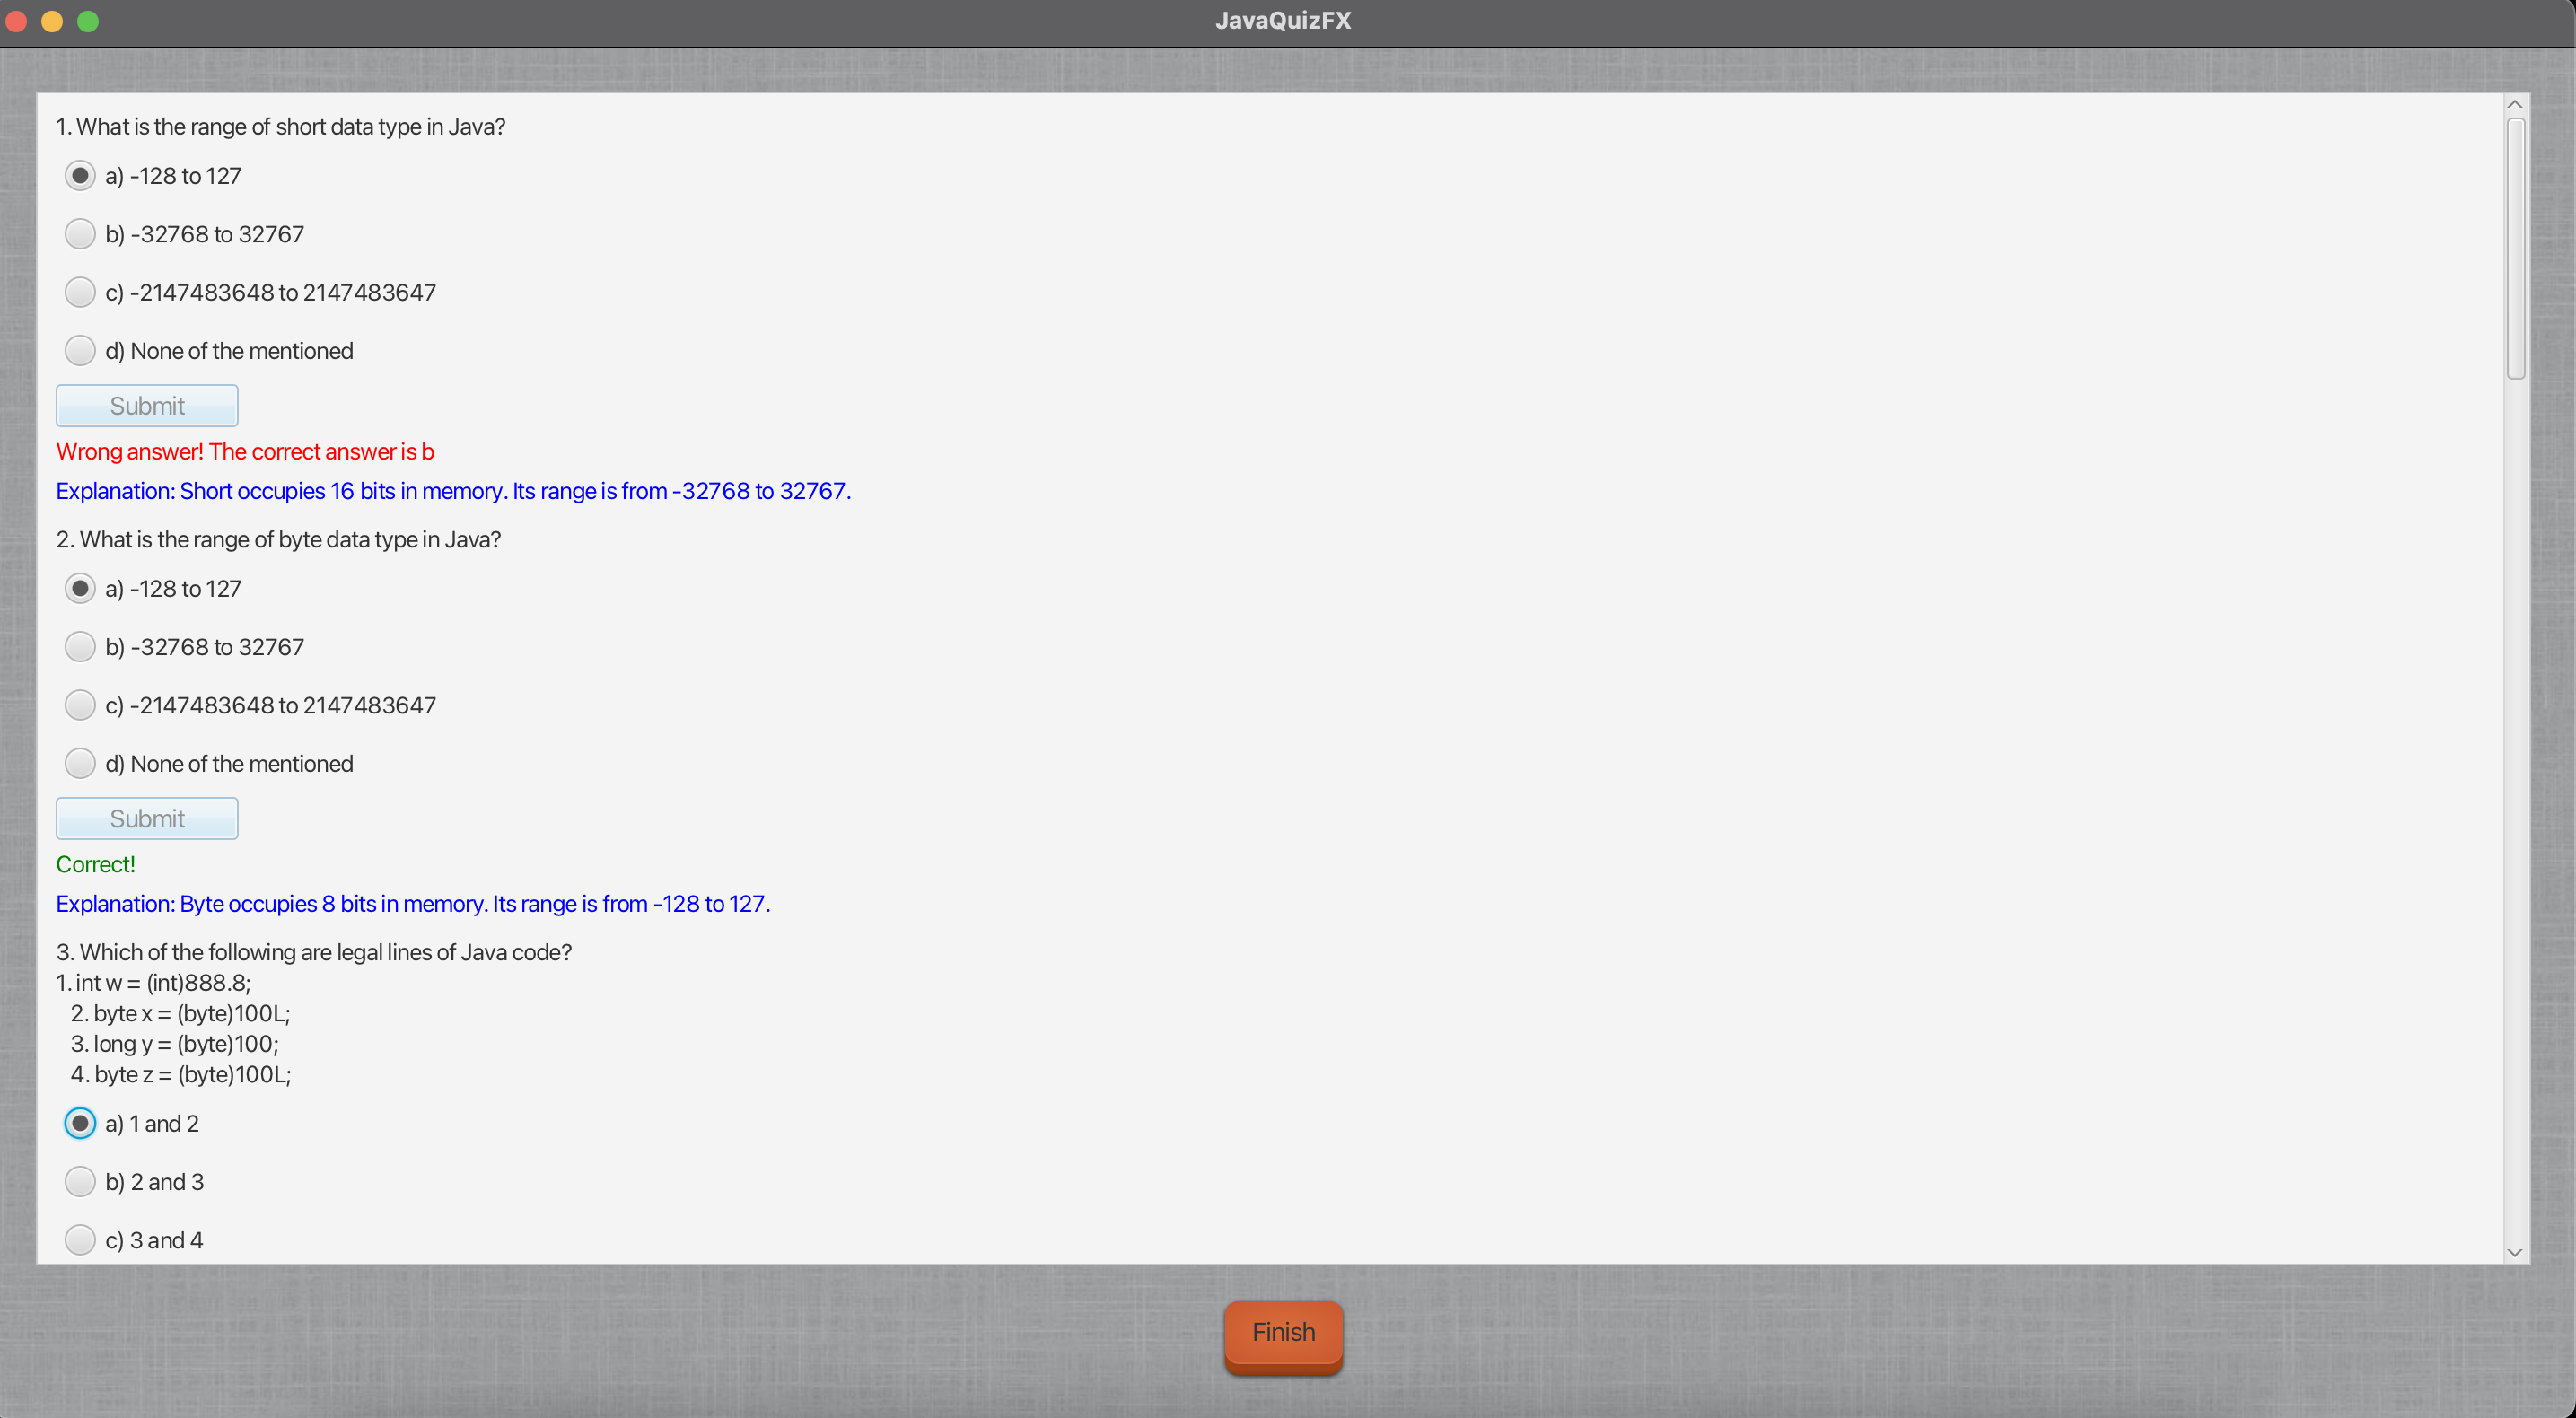 JavaQuizFX
1. What is the range of short data type in Java?
a) -128 to 127
b) -32768 to 32767
c) -2147483648 to 2147483647
d) None of the mentioned
Submit
Wrong answer! The correct answer is b
Explanation: Short occupies 16 bits in memory. Its range is from -32768 to 32767.
2. What is the range of byte data type in Java?
a) -128 to 127
b) -32768 to 32767
c) -2147483648 to 2147483647
d) None of the mentioned
Submit
Correct!
Explanation: Byte occupies 8 bits in memory. Its range is from -128 to 127.
3. Which of the following are legal lines of Java code?
1. int w = (int)888.8;
2. byte x = (byte)100L;
3. long y = (byte)100;
4. byte z = (byte)100L;
a) 1 and 2
b) 2 and 3
c) 3 and 4
Finish